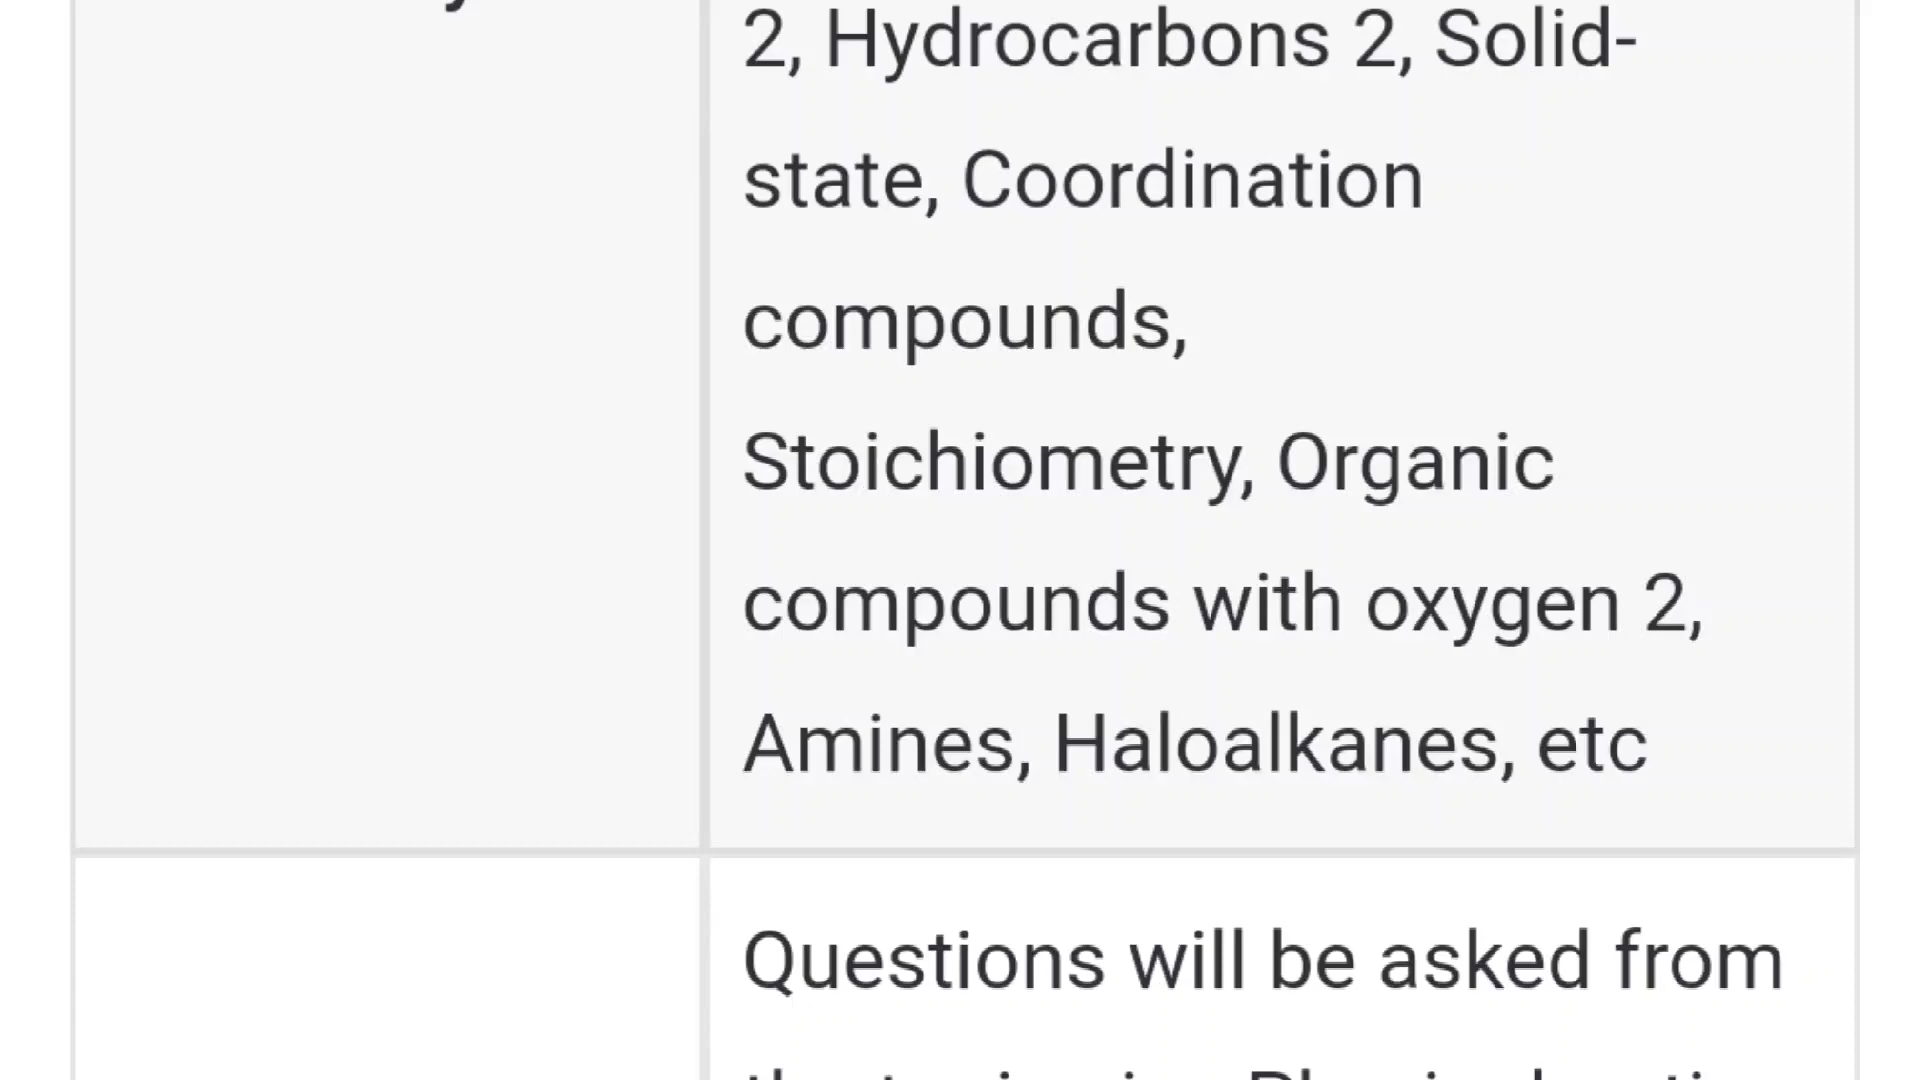 2, Hydrocarbons 2, Solid-
state, Coordination
compounds,
Stoichiometry, Organic
compounds with oxygen 2,
Amines, Haloalkanes, etc
Questions will be asked from